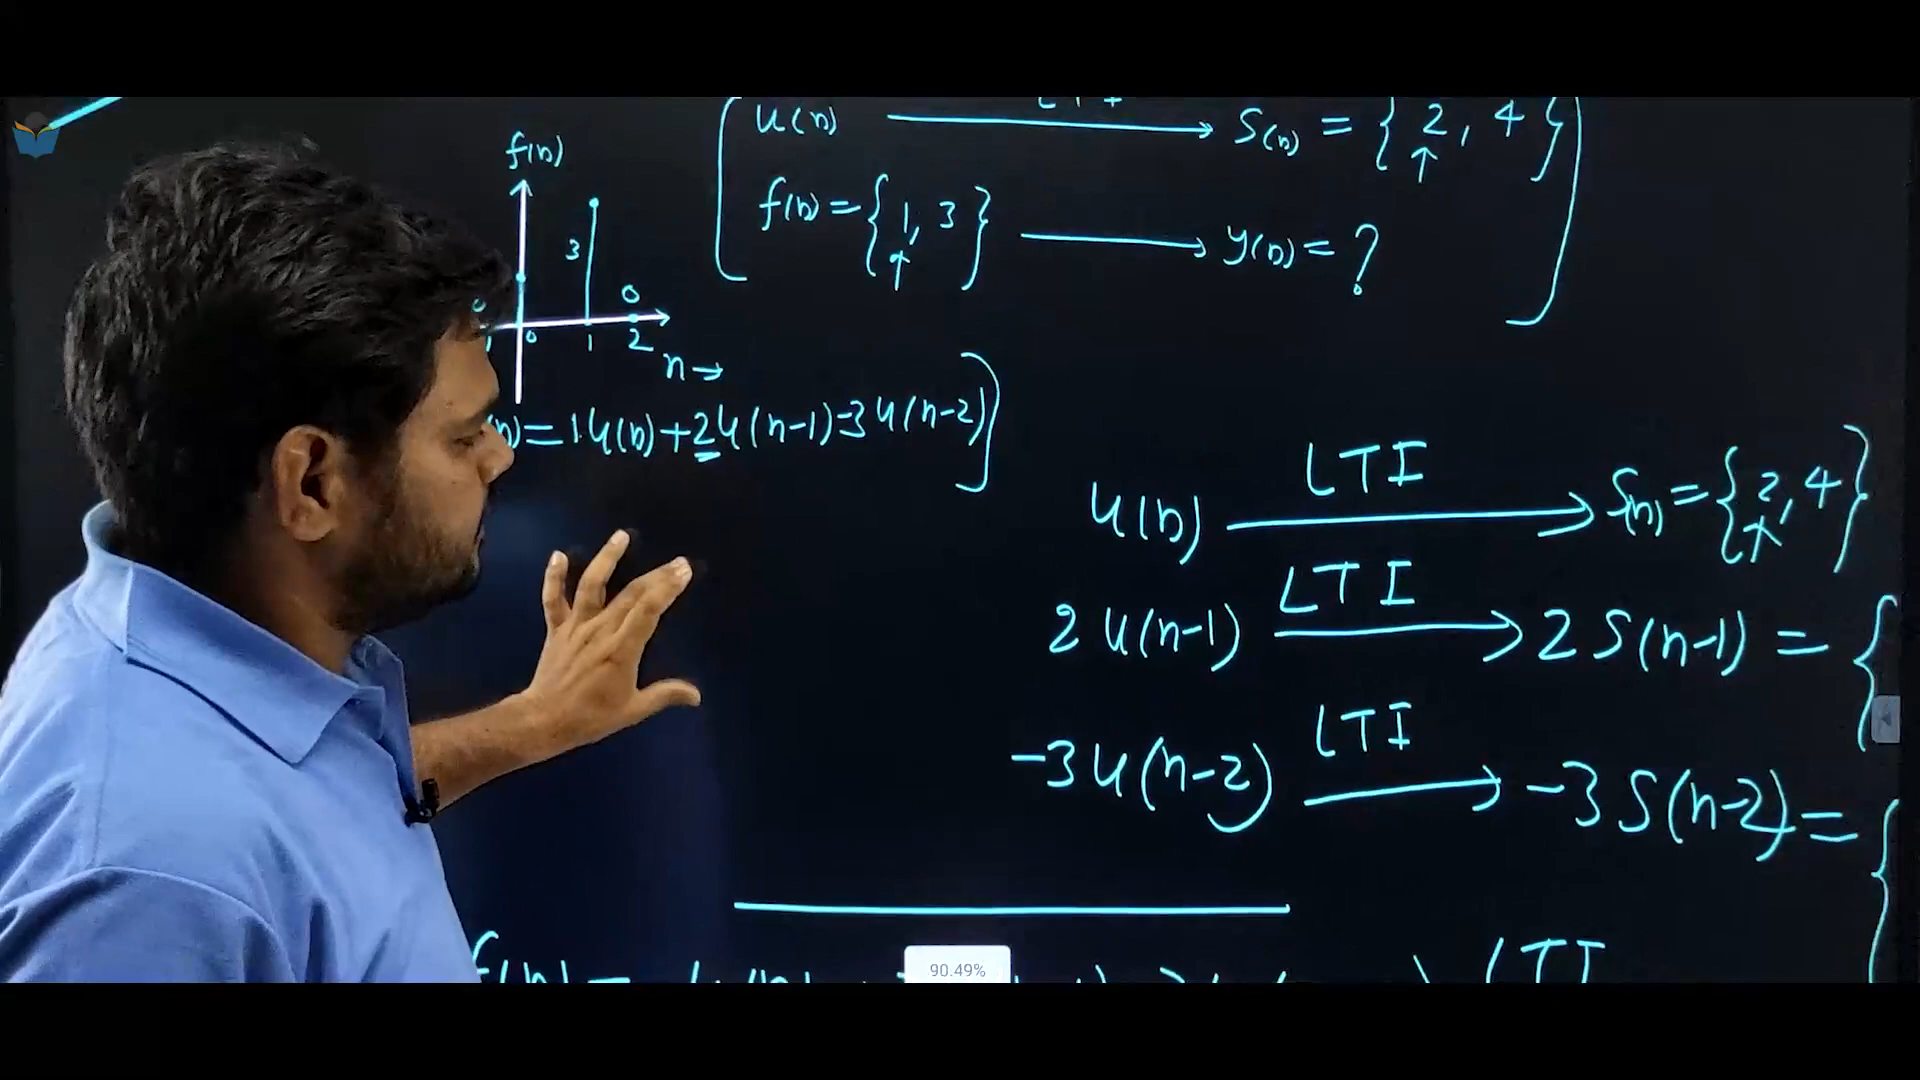 u(n) → S(n) = { 2, 4 }
↑
f(n) = { 1, 3 } → y(n) = ?
↑
f(n)
3
0
0 1 2
n →
(n) = 1.u(n) + 2u(n-1) -3u(n-2)
LTI
u(n) → S(n) = { 2, 4 }
↑
LTI
2 u(n-1) → 2 S(n-1) = {
LTI
-3 u(n-2) → -3 S(n-2) = {
LTI
90.49%